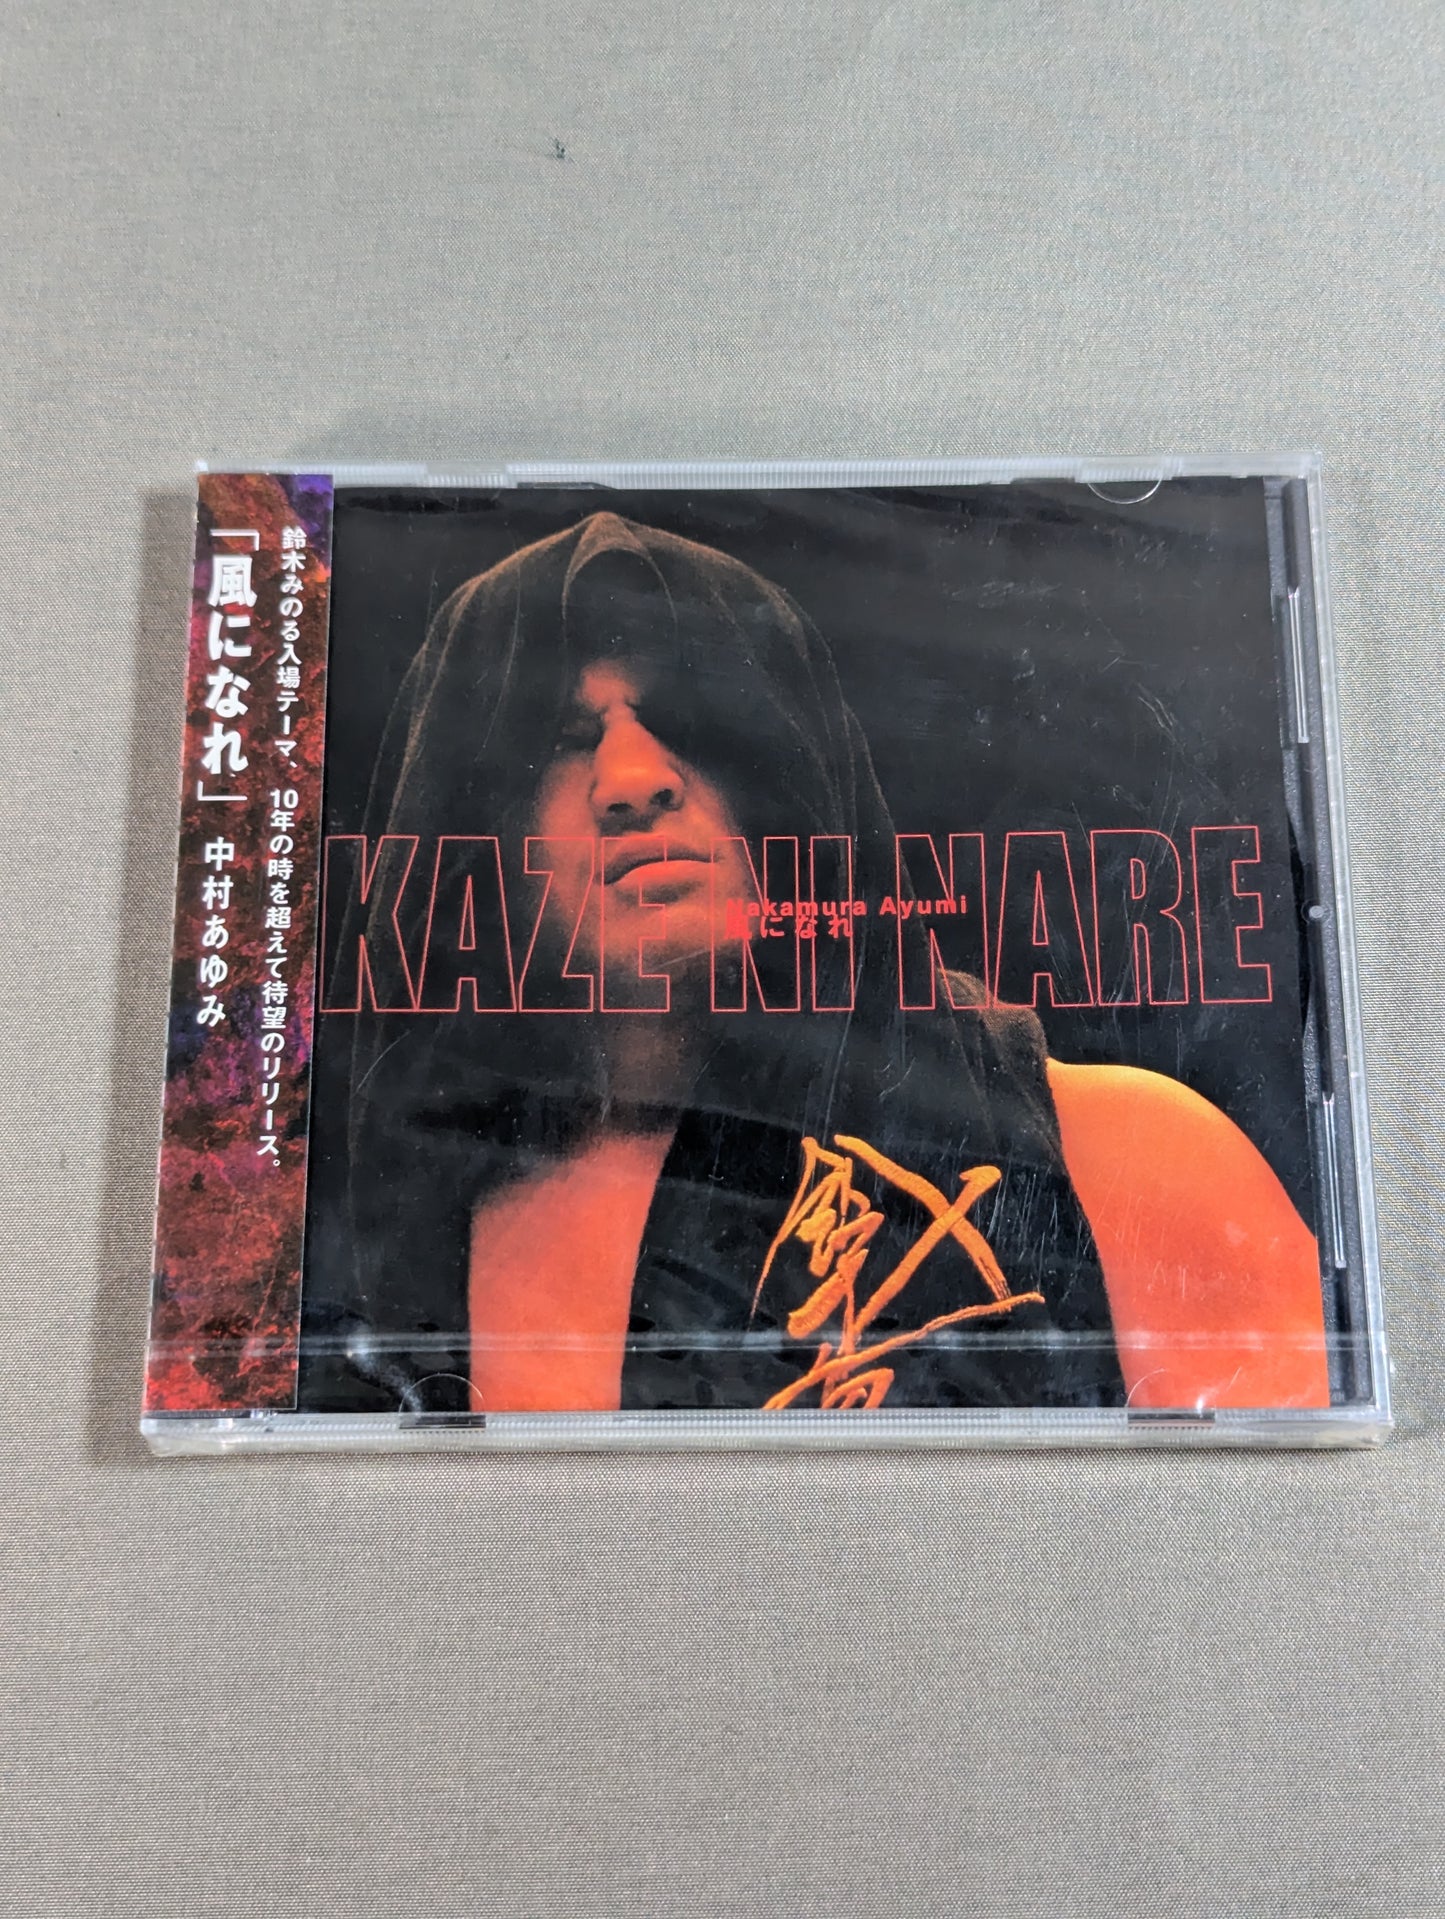 鈴木みのる入場テーマ、10年の時を超えて待望のリリース。
「風になれ」 中村あゆみ
KAZE NI NARE
Nakamura Ayumi
風になれ